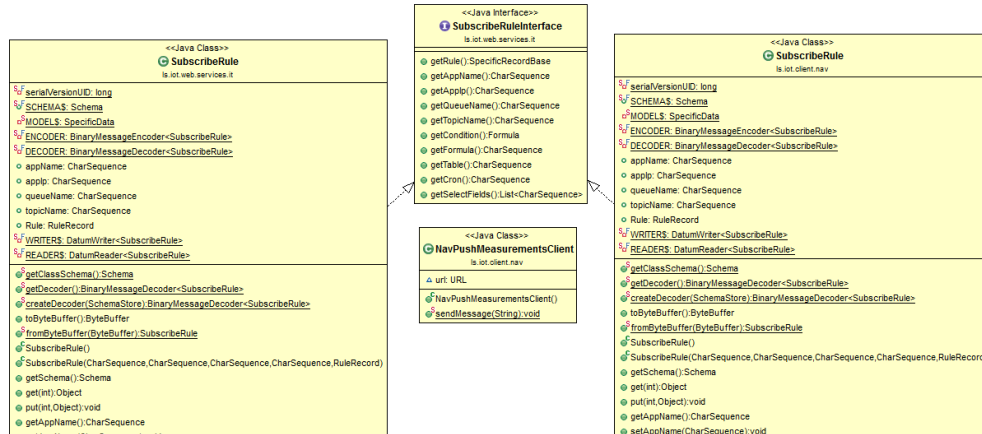 <<Java Interface>>
SubscribeRuleInterface
ls.iot.web.services.it
getRule():SpecificRecordBase
getAppName():CharSequence
getAppIp():CharSequence
getQueueName():CharSequence
getTopicName():CharSequence
getCondition():Formula
getFormula():CharSequence
getTable():CharSequence
getCron():CharSequence
getSelectFields():List<CharSequence>
<<Java Class>>
SubscribeRule
ls.iot.web.services.it
serialVersionUID: long
SCHEMA$: Schema
MODEL$: SpecificData
ENCODER: BinaryMessageEncoder<SubscribeRule>
DECODER: BinaryMessageDecoder<SubscribeRule>
appName: CharSequence
appIp: CharSequence
queueName: CharSequence
topicName: CharSequence
Rule: RuleRecord
WRITER$: DatumWriter<SubscribeRule>
READER$: DatumReader<SubscribeRule>
getClassSchema():Schema
getDecoder():BinaryMessageDecoder<SubscribeRule>
createDecoder(SchemaStore):BinaryMessageDecoder<SubscribeRule>
toByteBuffer():ByteBuffer
fromByteBuffer(ByteBuffer):SubscribeRule
SubscribeRule()
SubscribeRule(CharSequence,CharSequence,CharSequence,CharSequence,RuleRecord)
getSchema():Schema
get(int):Object
put(int,Object):void
getAppName():CharSequence
<<Java Class>>
NavPushMeasurementsClient
ls.iot.client.nav
url: URL
NavPushMeasurementsClient()
sendMessage(String):void
<<Java Class>>
SubscribeRule
ls.iot.client.nav
serialVersionUID: long
SCHEMA$: Schema
MODEL$: SpecificData
ENCODER: BinaryMessageEncoder<SubscribeRule>
DECODER: BinaryMessageDecoder<SubscribeRule>
appName: CharSequence
appIp: CharSequence
queueName: CharSequence
topicName: CharSequence
Rule: RuleRecord
WRITER$: DatumWriter<SubscribeRule>
READER$: DatumReader<SubscribeRule>
getClassSchema():Schema
getDecoder():BinaryMessageDecoder<SubscribeRule>
createDecoder(SchemaStore):BinaryMessageDecoder<SubscribeRule>
toByteBuffer():ByteBuffer
fromByteBuffer(ByteBuffer):SubscribeRule
SubscribeRule()
SubscribeRule(CharSequence,CharSequence,CharSequence,CharSequence,RuleRecord
getSchema():Schema
get(int):Object
put(int,Object):void
getAppName():CharSequence
setAppName(CharSequence):void